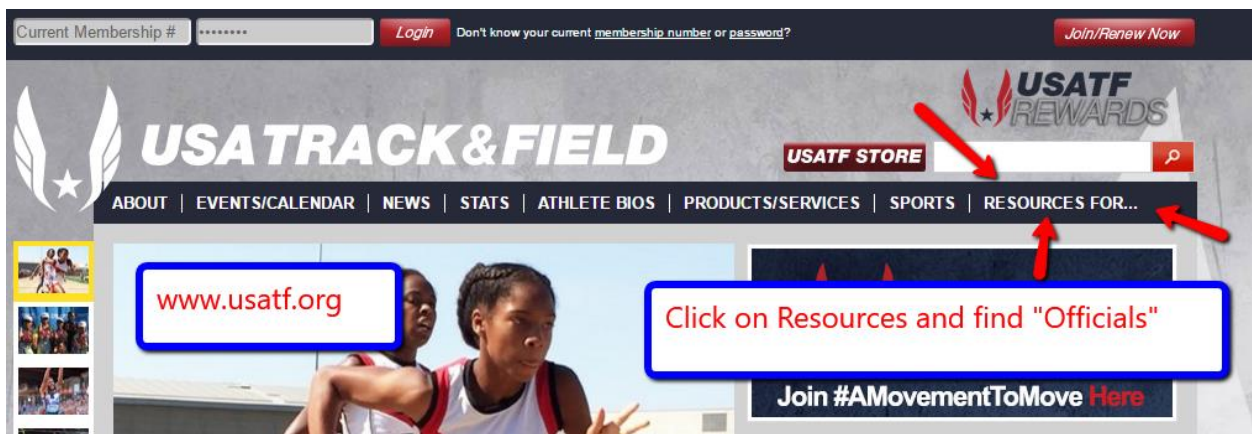 Current Membership # •••••••• Login Don't know your current membership number or password? Join/Renew Now
USATF
REWARDS
USA TRACK & FIELD
USATF STORE
ABOUT | EVENTS/CALENDAR | NEWS | STATS | ATHLETE BIOS | PRODUCTS/SERVICES | SPORTS | RESOURCES FOR...
www.usatf.org
Click on Resources and find "Officials"
Join #AMovementToMove Here